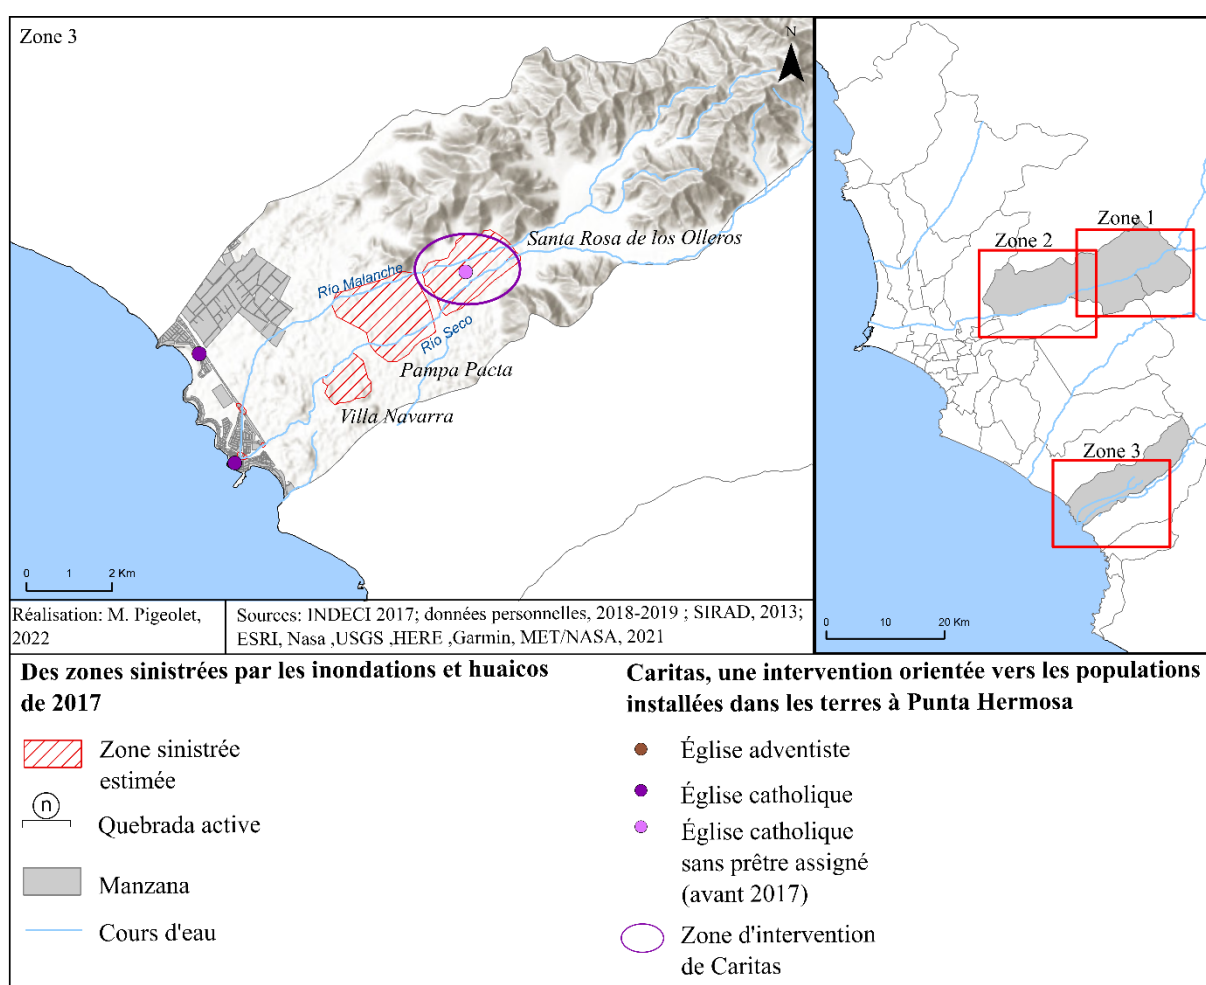 Zone 3
N
Santa Rosa de los Olleros
Río Malanche
Río Seco
Pampa Pacta
Villa Navarra
0 1 2 Km
Zone 1
Zone 2
Zone 3
0 10 20 Km
Réalisation: M. Pigeolet,
2022
Sources: INDECI 2017; données personnelles, 2018-2019 ; SIRAD, 2013;
ESRI, Nasa ,USGS ,HERE ,Garmin, MET/NASA, 2021
Des zones sinistrées par les inondations et huaicos
de 2017
Zone sinistrée
estimée
n
Quebrada active
Manzana
Cours d'eau
Caritas, une intervention orientée vers les populations
installées dans les terres à Punta Hermosa
Église adventiste
Église catholique
Église catholique
sans prêtre assigné
(avant 2017)
Zone d'intervention
de Caritas